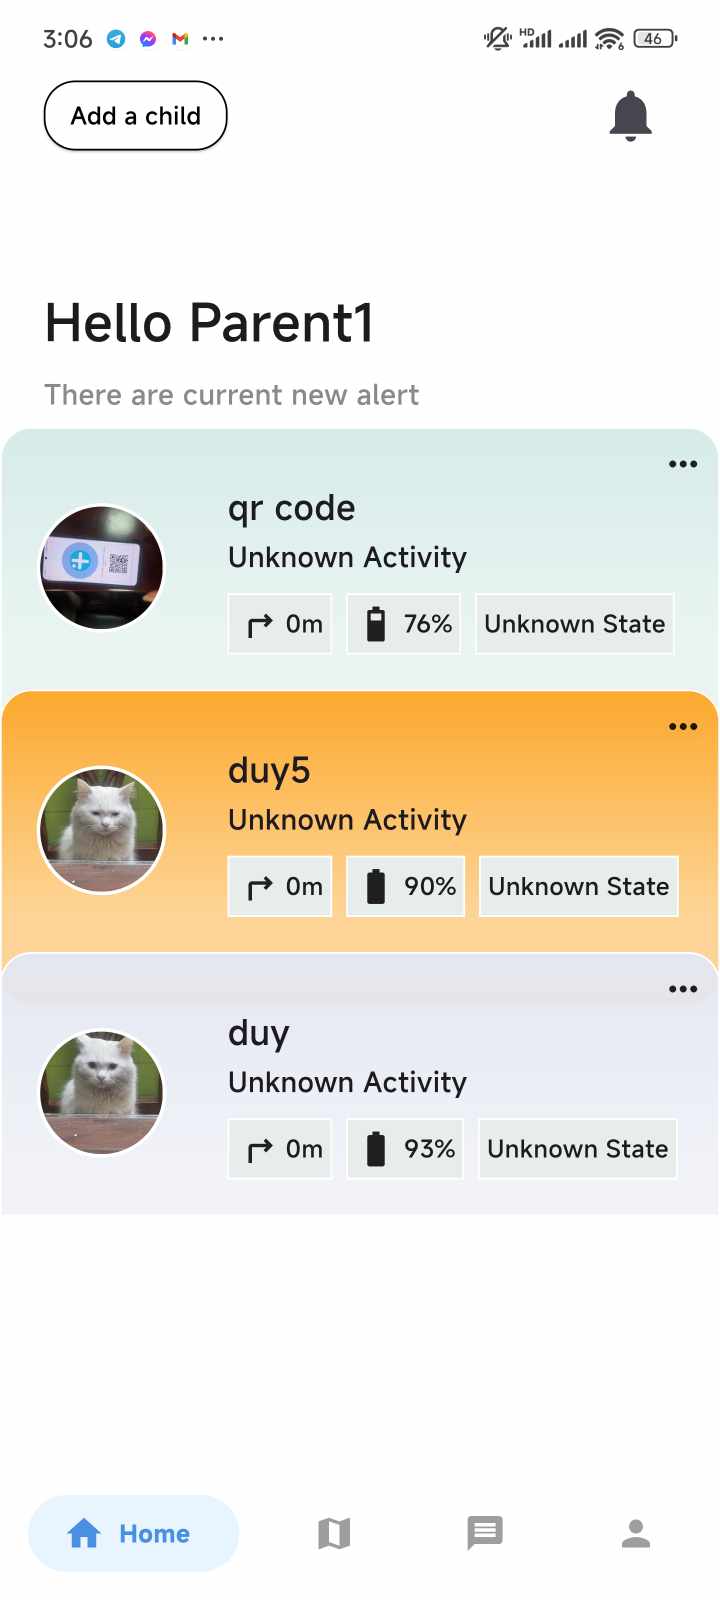 3:06 HD 46
Add a child
Hello Parent1
There are current new alert
qr code
Unknown Activity
0m 76% Unknown State
duy5
Unknown Activity
0m 90% Unknown State
duy
Unknown Activity
0m 93% Unknown State
Home